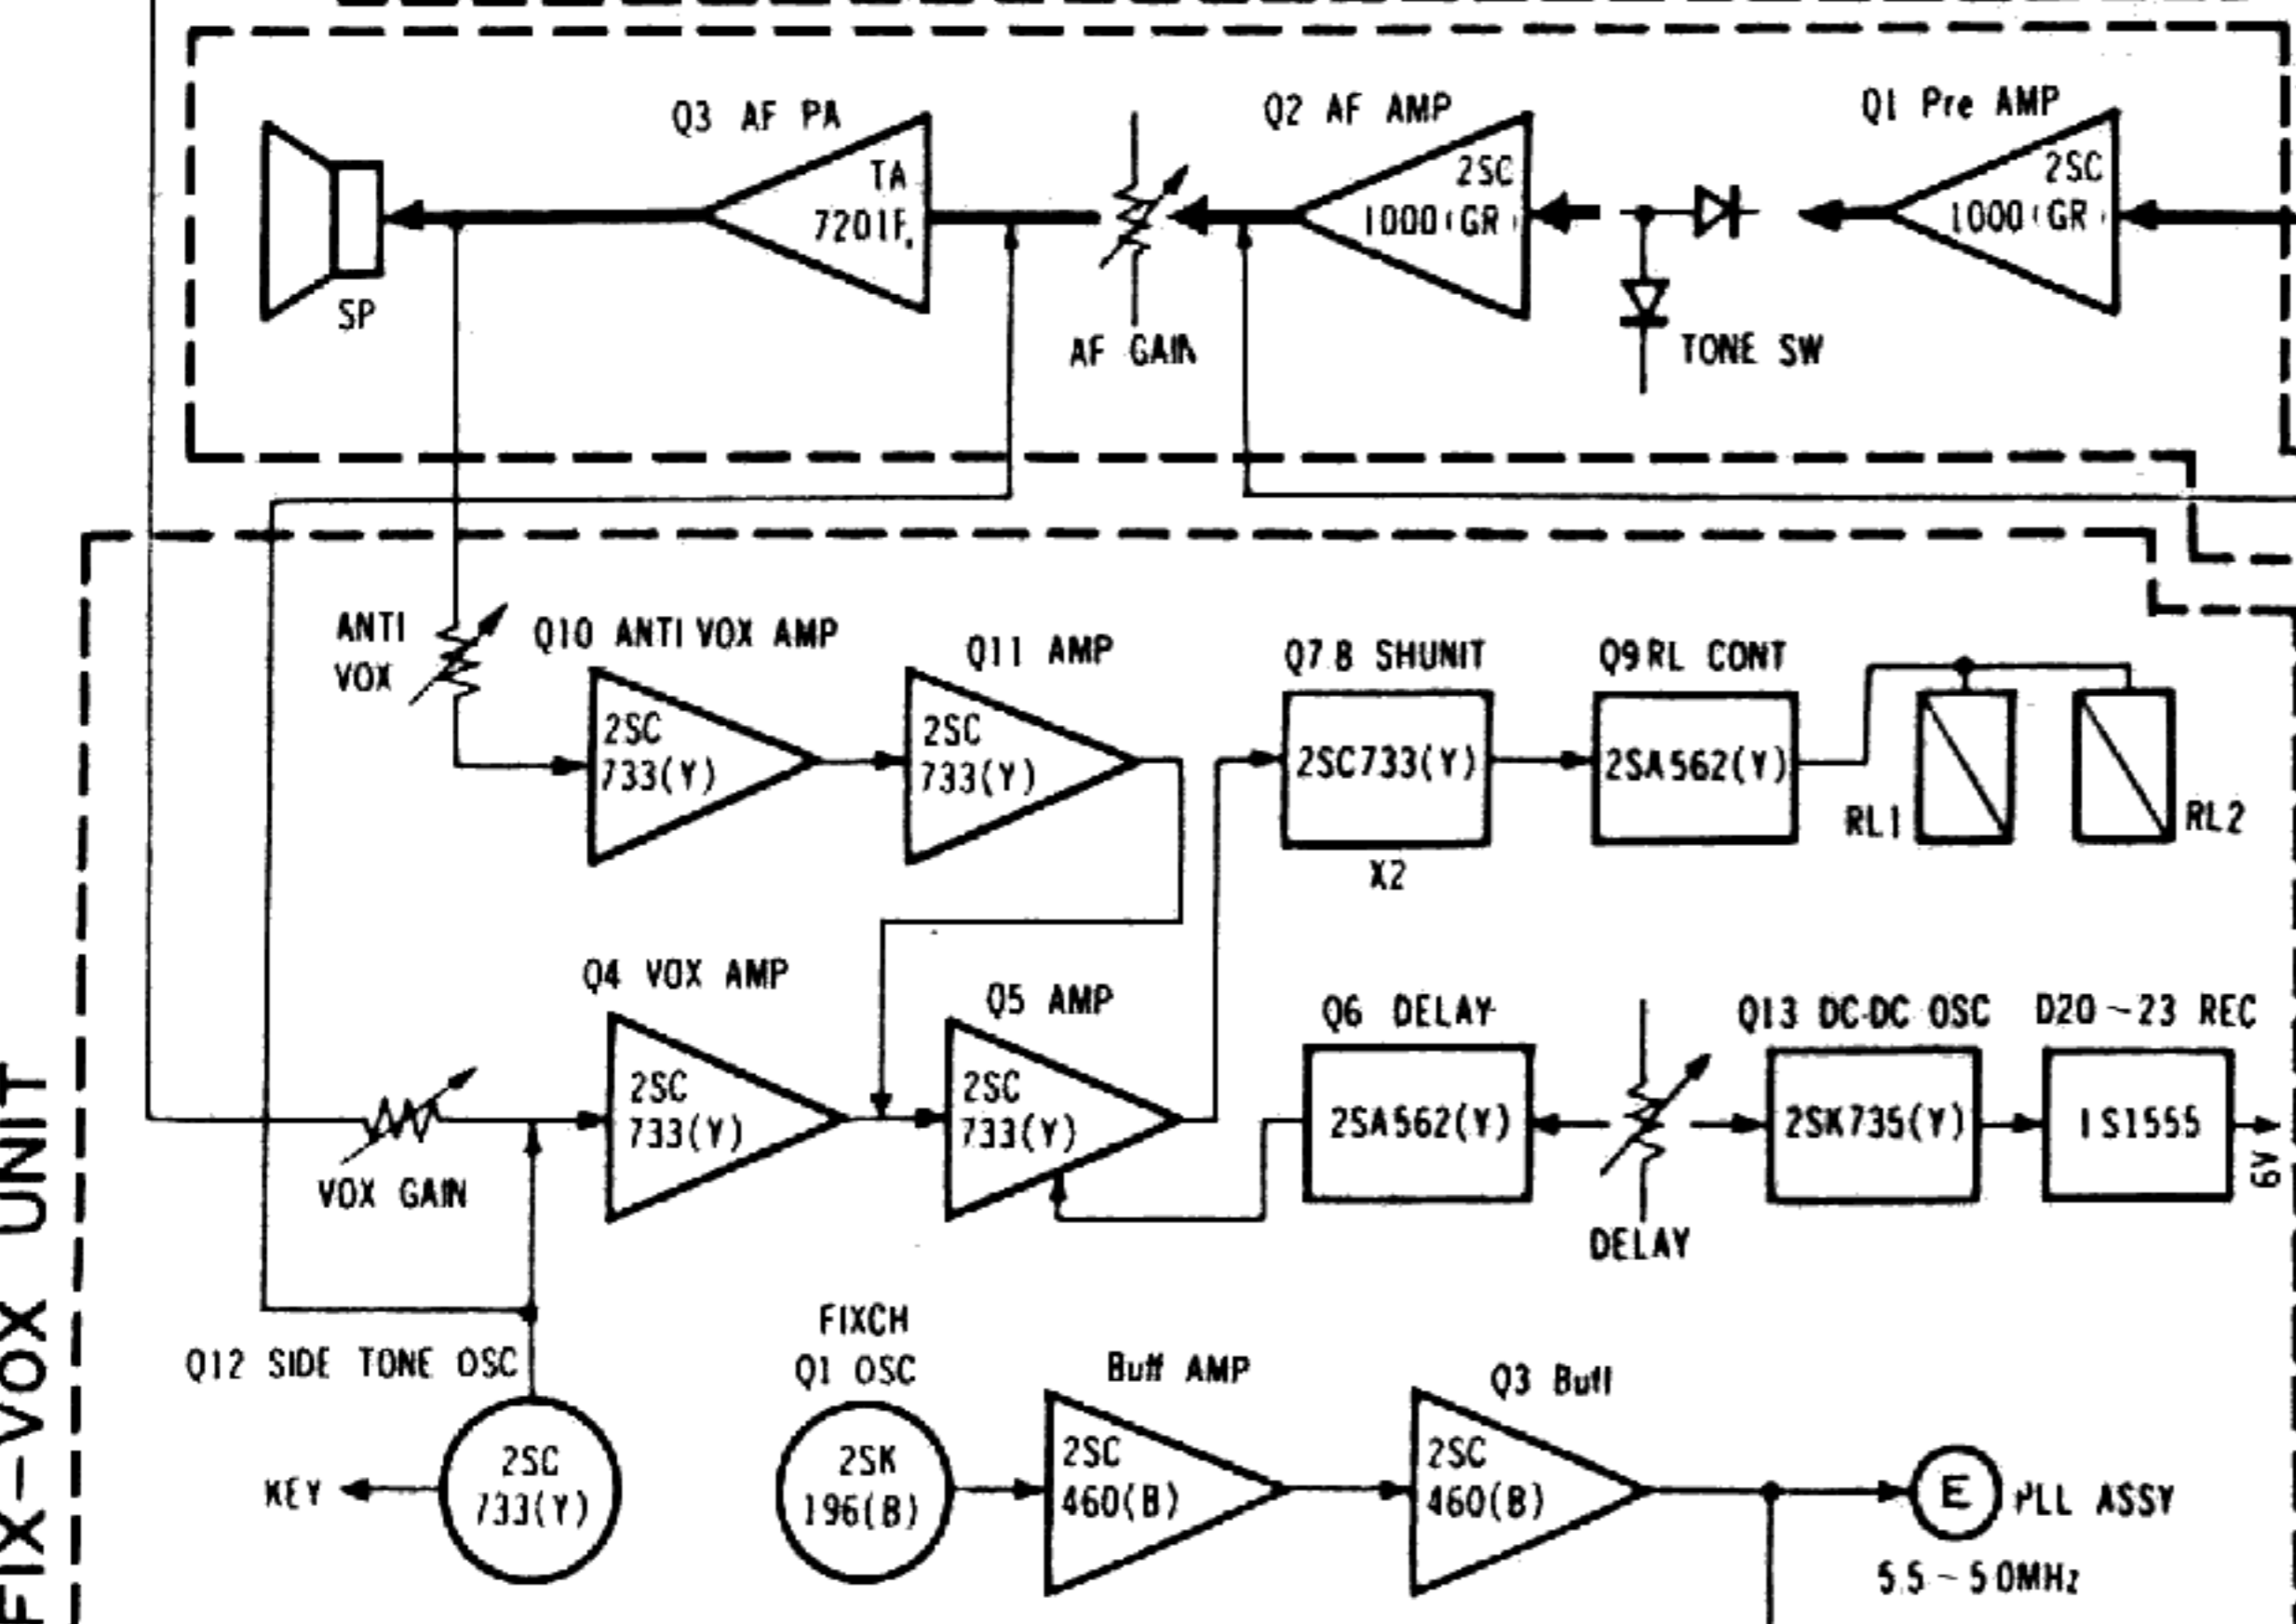 Q3 AF PA
TA
7201P
SP
AF GAIN
Q2 AF AMP
2SC
1000(GR)
TONE SW
Q1 Pre AMP
2SC
1000(GR)
ANTI
VOX
Q10 ANTI VOX AMP
2SC
733(Y)
Q11 AMP
2SC
733(Y)
Q7.8 SHUNIT
2SC733(Y)
X2
Q9 RL CONT
2SA562(Y)
RL1
RL2
VOX GAIN
Q4 VOX AMP
2SC
733(Y)
Q5 AMP
2SC
733(Y)
Q6 DELAY
2SA562(Y)
DELAY
Q13 DC-DC OSC
2SK735(Y)
D20~23 REC
1S1555
Q12 SIDE TONE OSC
2SC
733(Y)
KEY
FIXCH
Q1 OSC
2SK
196(B)
Buff AMP
2SC
460(B)
Q3 Buff
2SC
460(B)
E
PLL ASSY
5.5~5.0MHz
FIX-VOX UNIT